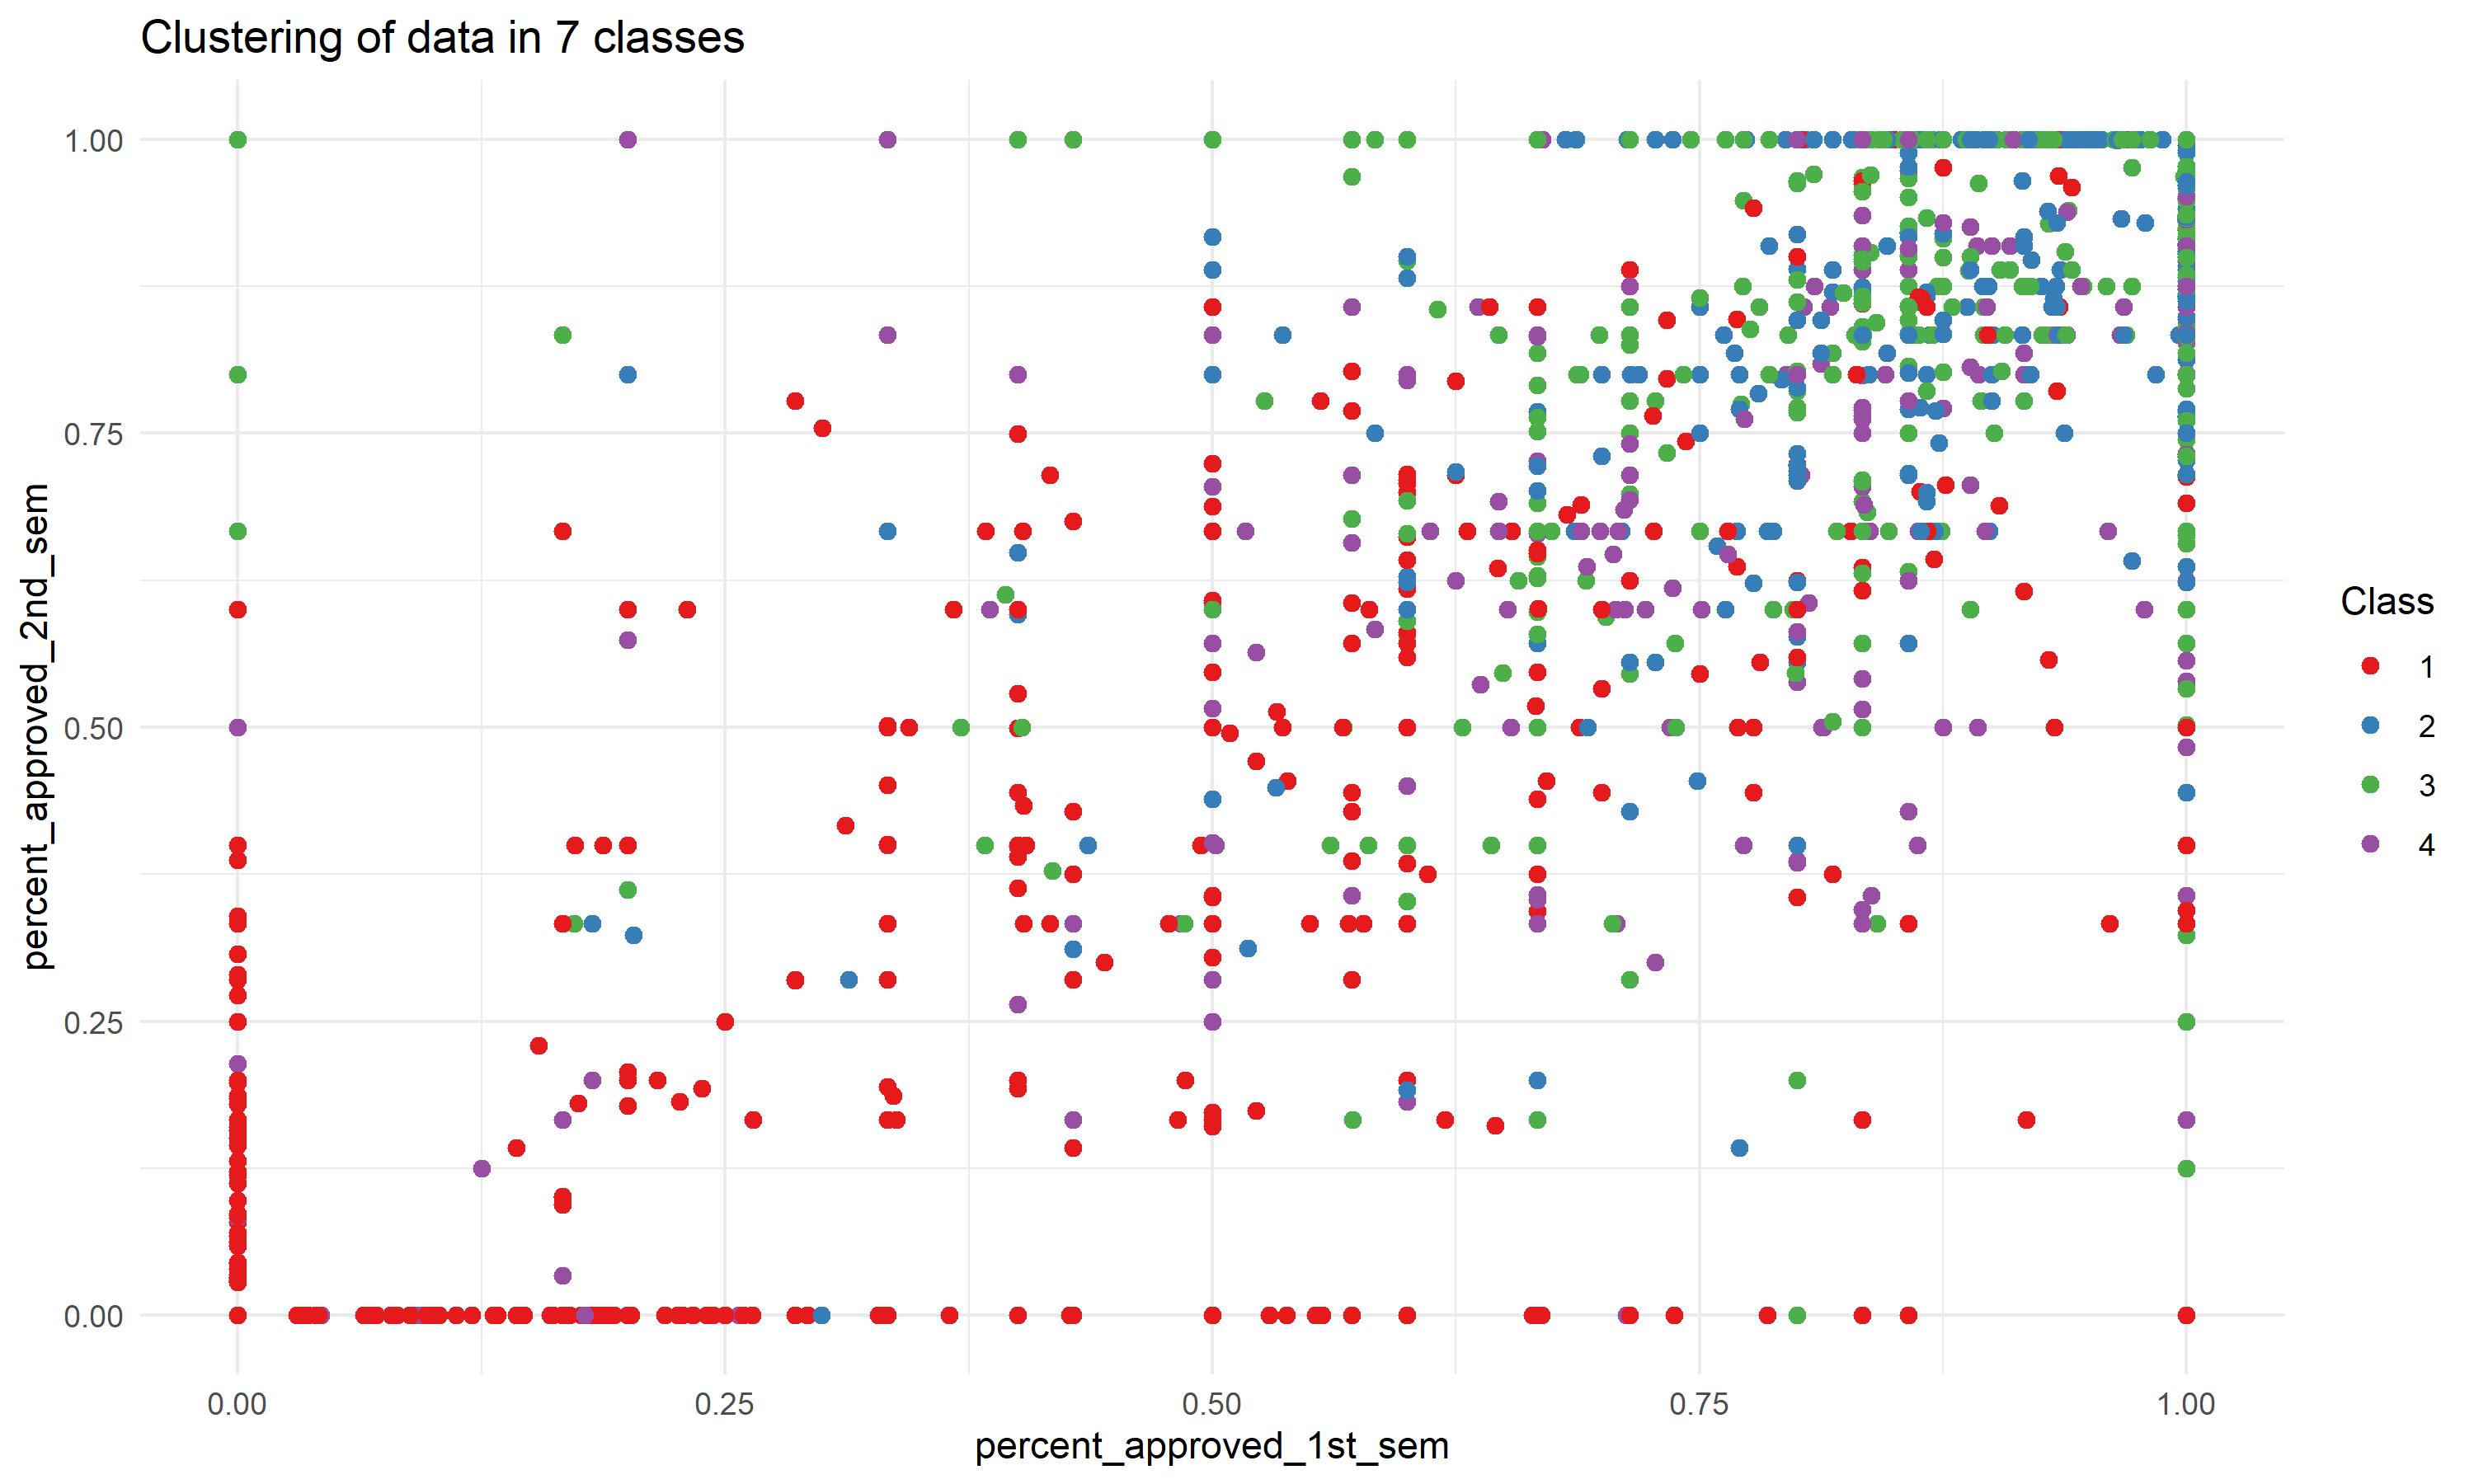 Clustering of data in 7 classes
percent_approved_2nd_sem
1.00
0.75
0.50
0.25
0.00
0.00 0.25 0.50 0.75 1.00
percent_approved_1st_sem
Class
1
2
3
4